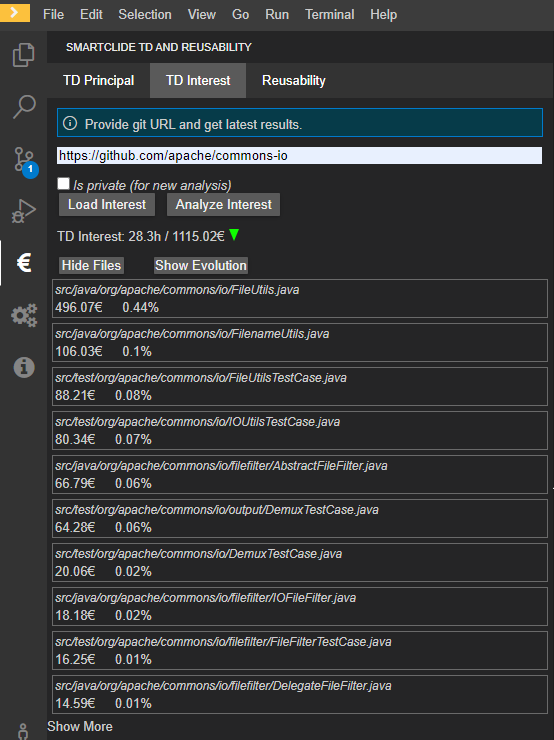 File Edit Selection View Go Run Terminal Help
SMARTCLIDE TD AND REUSABILITY
TD Principal TD Interest Reusability
Provide git URL and get latest results.
https://github.com/apache/commons-io
Is private (for new analysis)
Load Interest Analyze Interest
1
TD Interest: 28.3h / 1115.02€
€
Hide Files Show Evolution
src/java/org/apache/commons/io/FileUtils.java
496.07€ 0.44%
src/java/org/apache/commons/io/FilenameUtils.java
106.03€ 0.1%
src/test/org/apache/commons/io/FileUtilsTestCase.java
88.21€ 0.08%
src/test/org/apache/commons/io/IOUtilsTestCase.java
80.34€ 0.07%
src/java/org/apache/commons/io/filefilter/AbstractFileFilter.java
66.79€ 0.06%
src/test/org/apache/commons/io/output/DemuxTestCase.java
64.28€ 0.06%
src/test/org/apache/commons/io/DemuxTestCase.java
20.06€ 0.02%
src/java/org/apache/commons/io/filefilter/IOFileFilter.java
18.18€ 0.02%
src/test/org/apache/commons/io/filefilter/FileFilterTestCase.java
16.25€ 0.01%
src/java/org/apache/commons/io/filefilter/DelegateFileFilter.java
14.59€ 0.01%
Show More